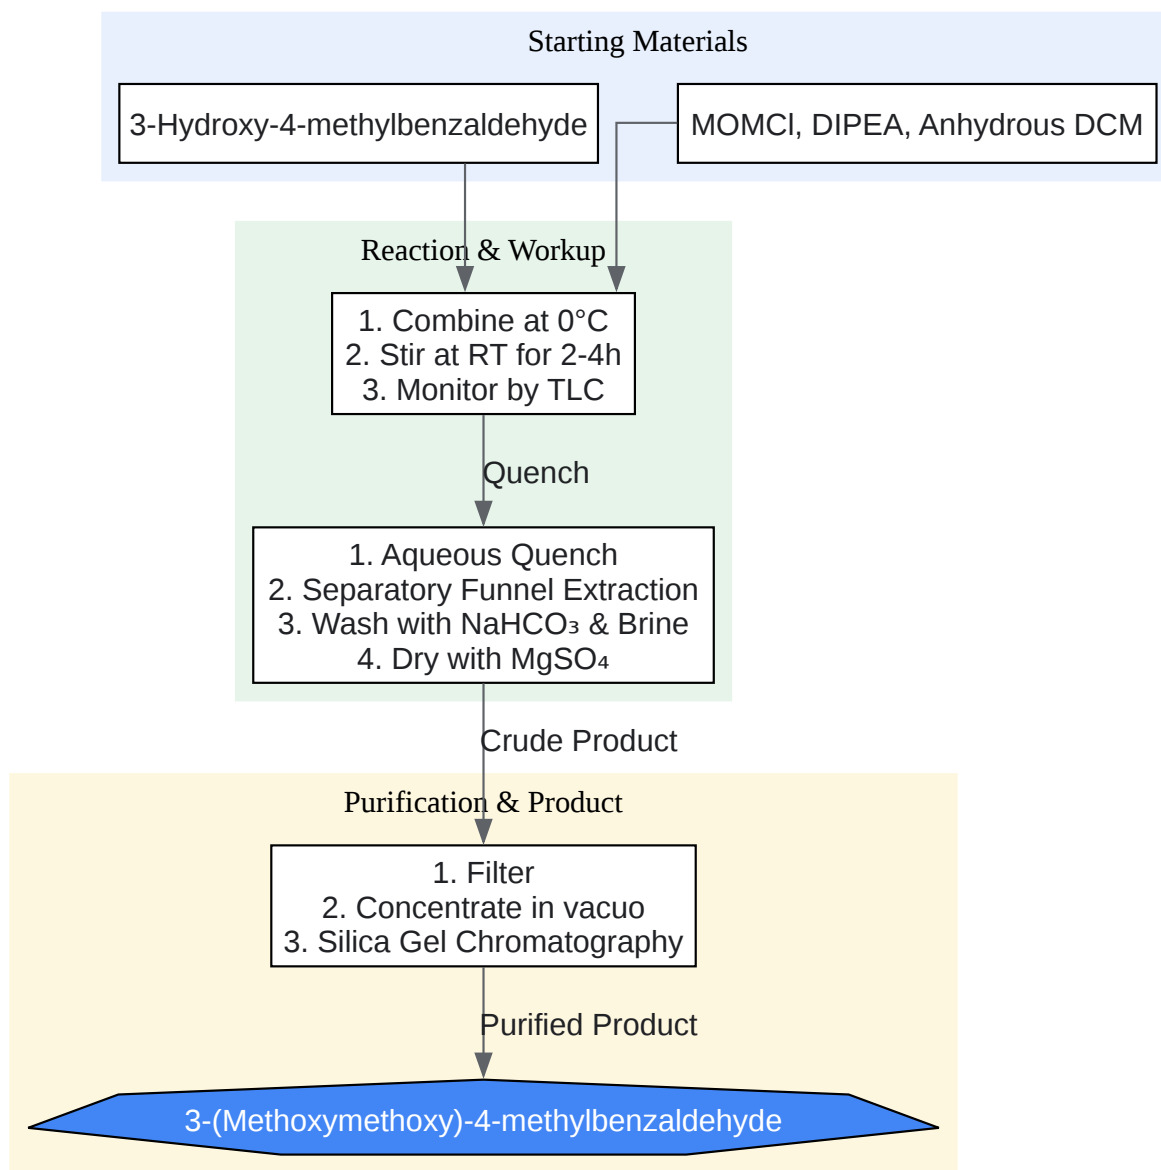 Starting Materials
3-Hydroxy-4-methylbenzaldehyde
MOMCl, DIPEA, Anhydrous DCM
Reaction & Workup
1. Combine at 0°C
2. Stir at RT for 2-4h
3. Monitor by TLC
Quench
1. Aqueous Quench
2. Separatory Funnel Extraction
3. Wash with NaHCO₃ & Brine
4. Dry with MgSO₄
Crude Product
Purification & Product
1. Filter
2. Concentrate in vacuo
3. Silica Gel Chromatography
Purified Product
3-(Methoxymethoxy)-4-methylbenzaldehyde